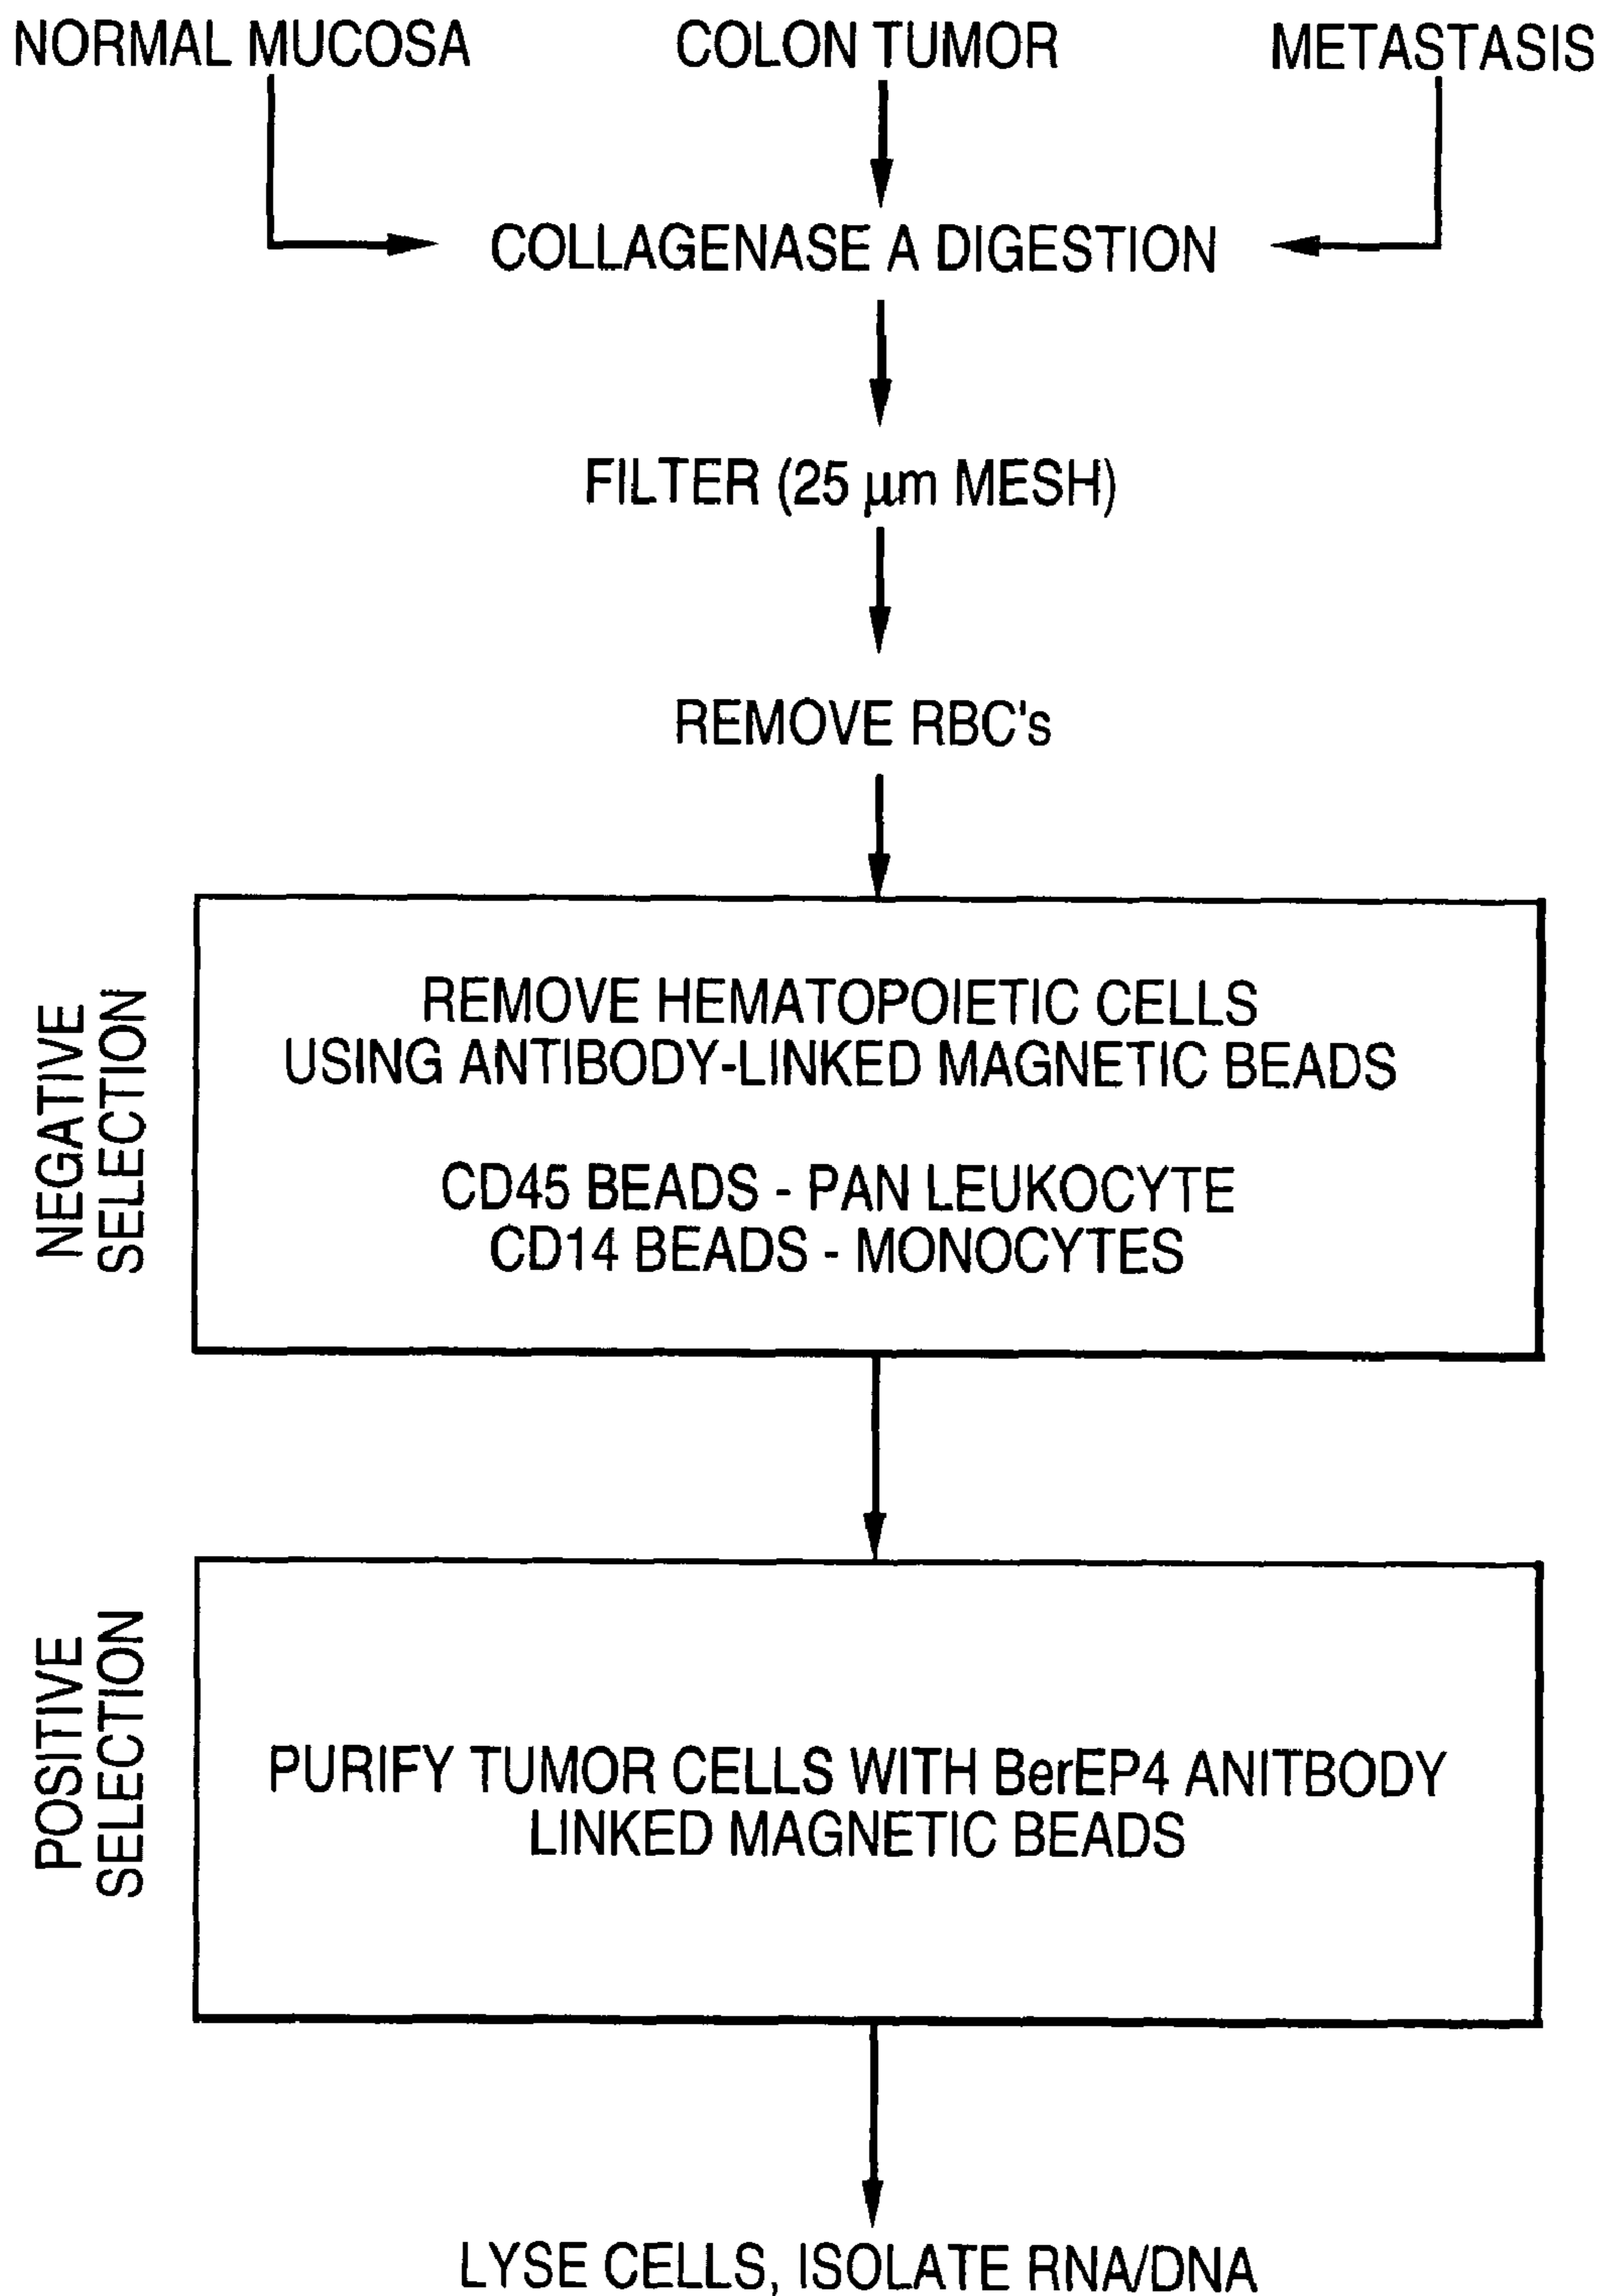 NORMAL MUCOSA
COLON TUMOR
METASTASIS
COLLAGENASE A DIGESTION
FILTER (25 μm MESH)
REMOVE RBC's
NEGATIVE
SELECTION
REMOVE HEMATOPOIETIC CELLS
USING ANTIBODY-LINKED MAGNETIC BEADS
CD45 BEADS - PAN LEUKOCYTE
CD14 BEADS - MONOCYTES
POSITIVE
SELECTION
PURIFY TUMOR CELLS WITH BerEP4 ANITBODY
LINKED MAGNETIC BEADS
LYSE CELLS, ISOLATE RNA/DNA